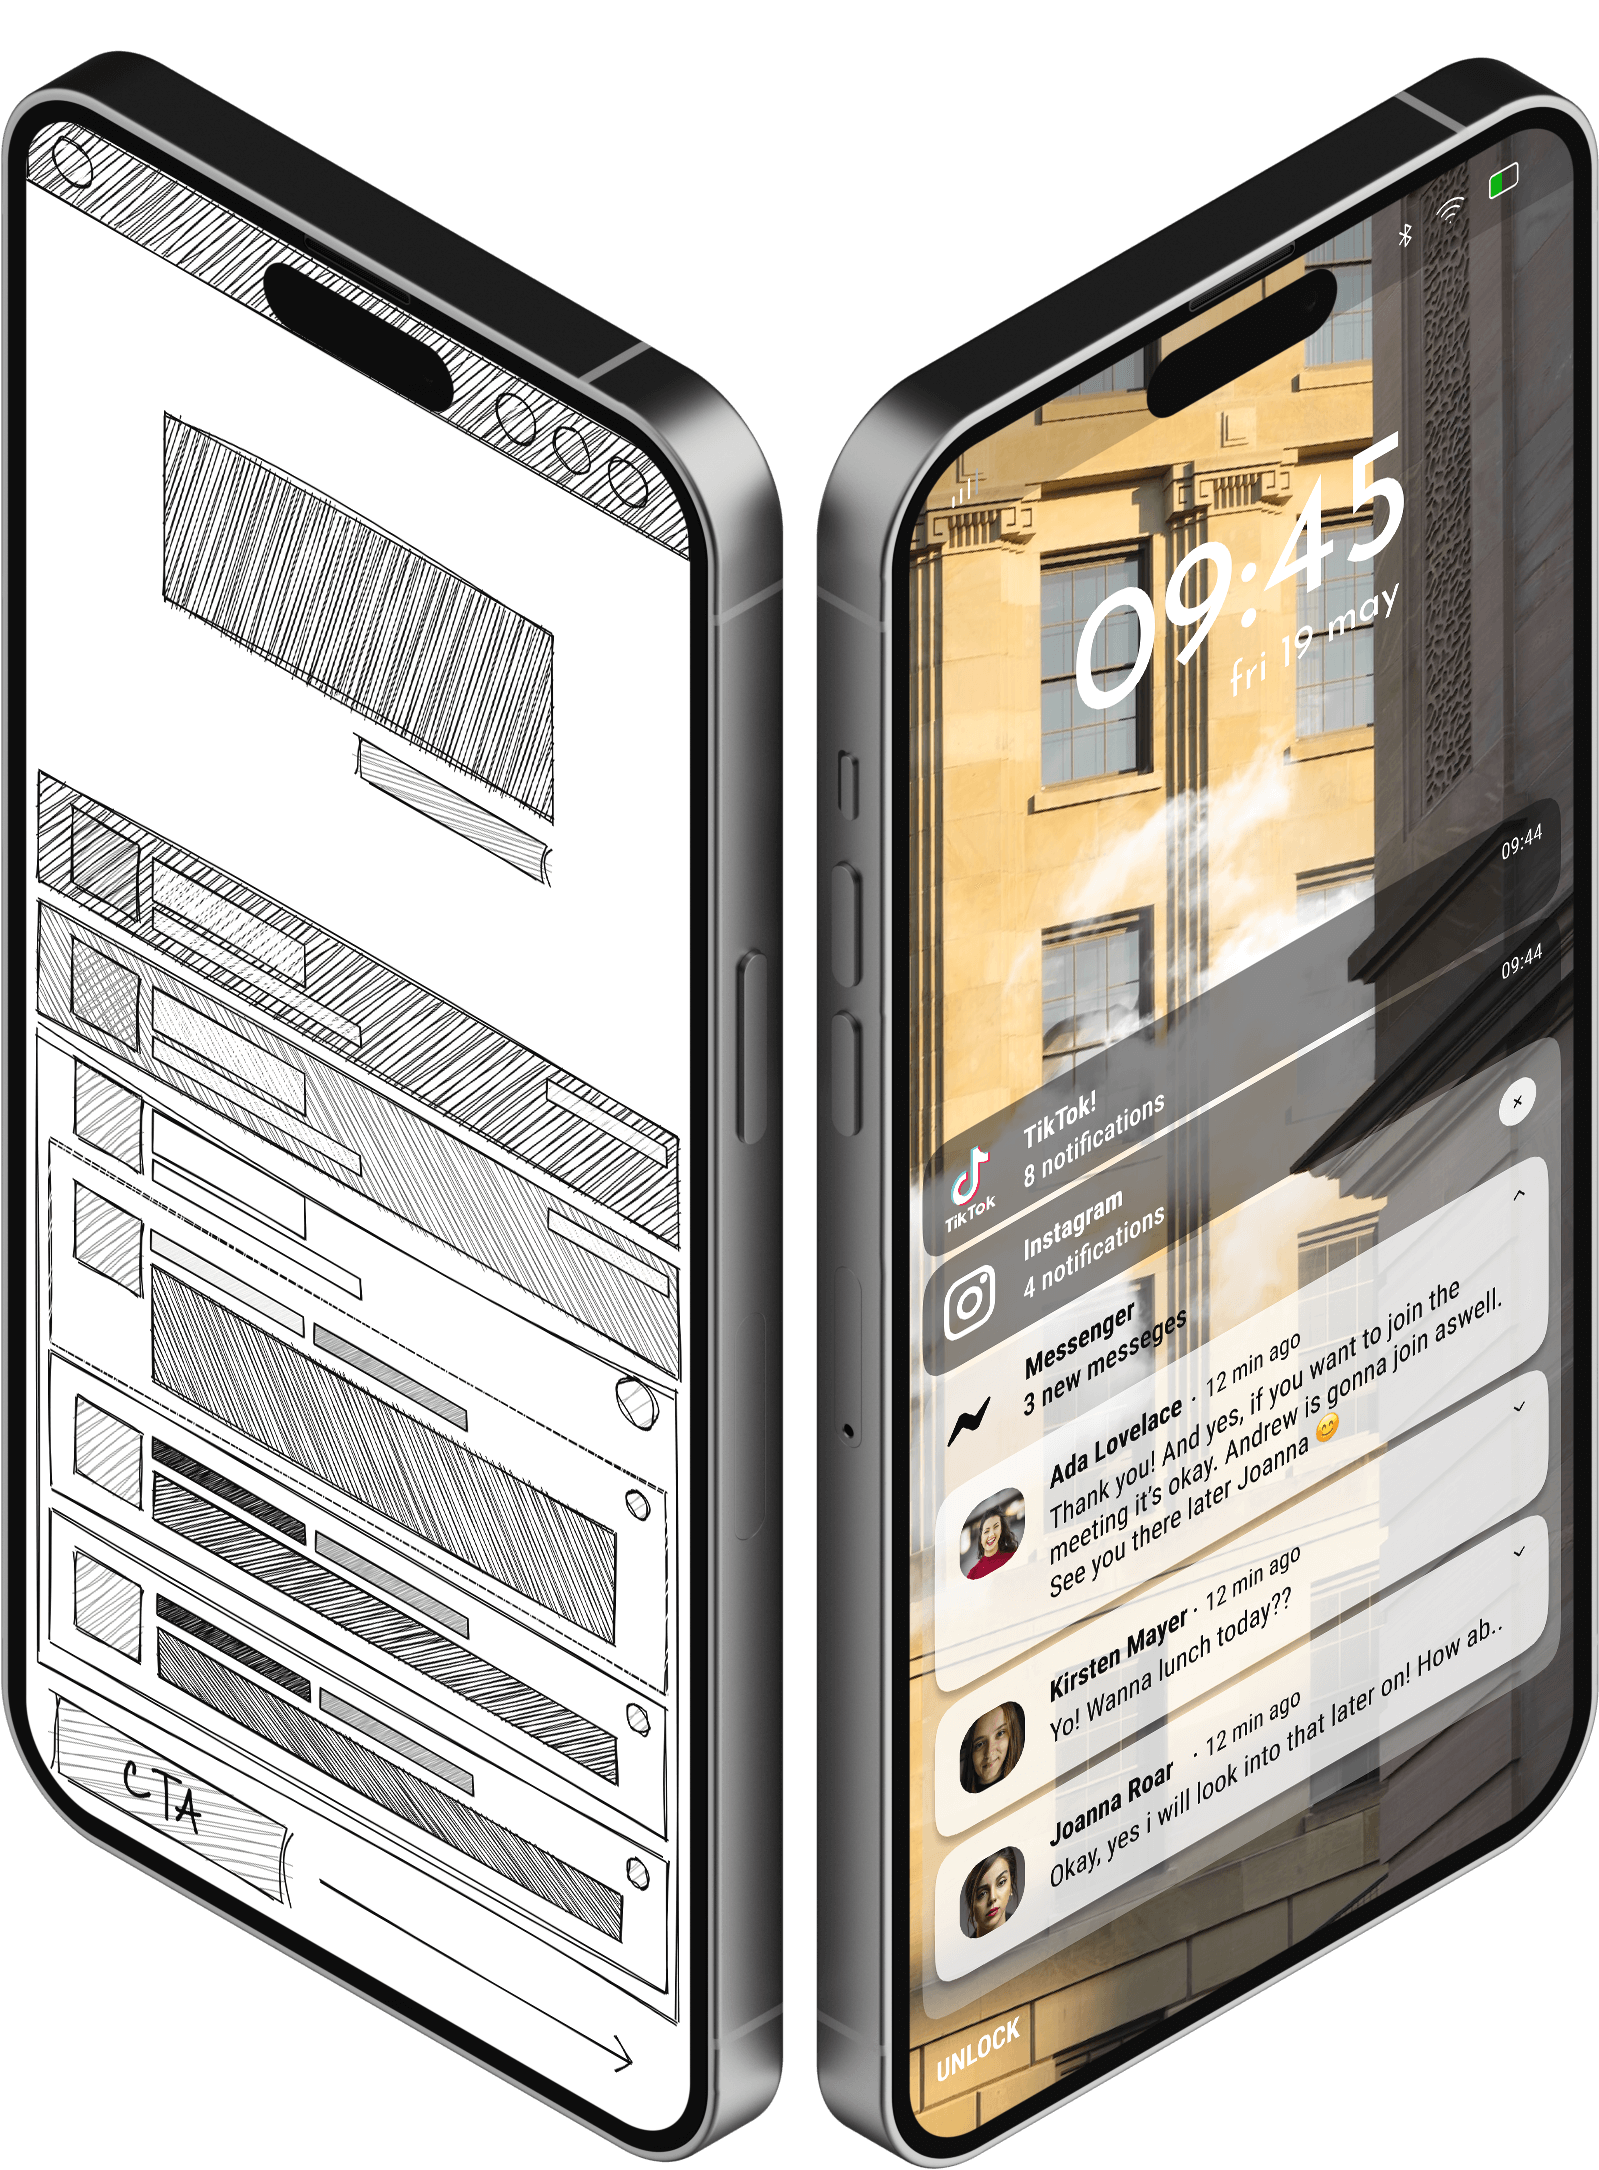 CTA
09:45
fri 19 may
TikTok!
09:44
8 notifications
TikTok
Instagram
09:44
4 notifications
Messenger
3 new messeges
Ada Lovelace · 12 min ago
Thank you! And yes, if you want to join the
meeting it's okay. Andrew is gonna join aswell.
See you there later Joanna 😊
Kirsten Mayer · 12 min ago
Yo! Wanna lunch today??
Joanna Roar · 12 min ago
Okay, yes i will look into that later on! How ab..
UNLOCK